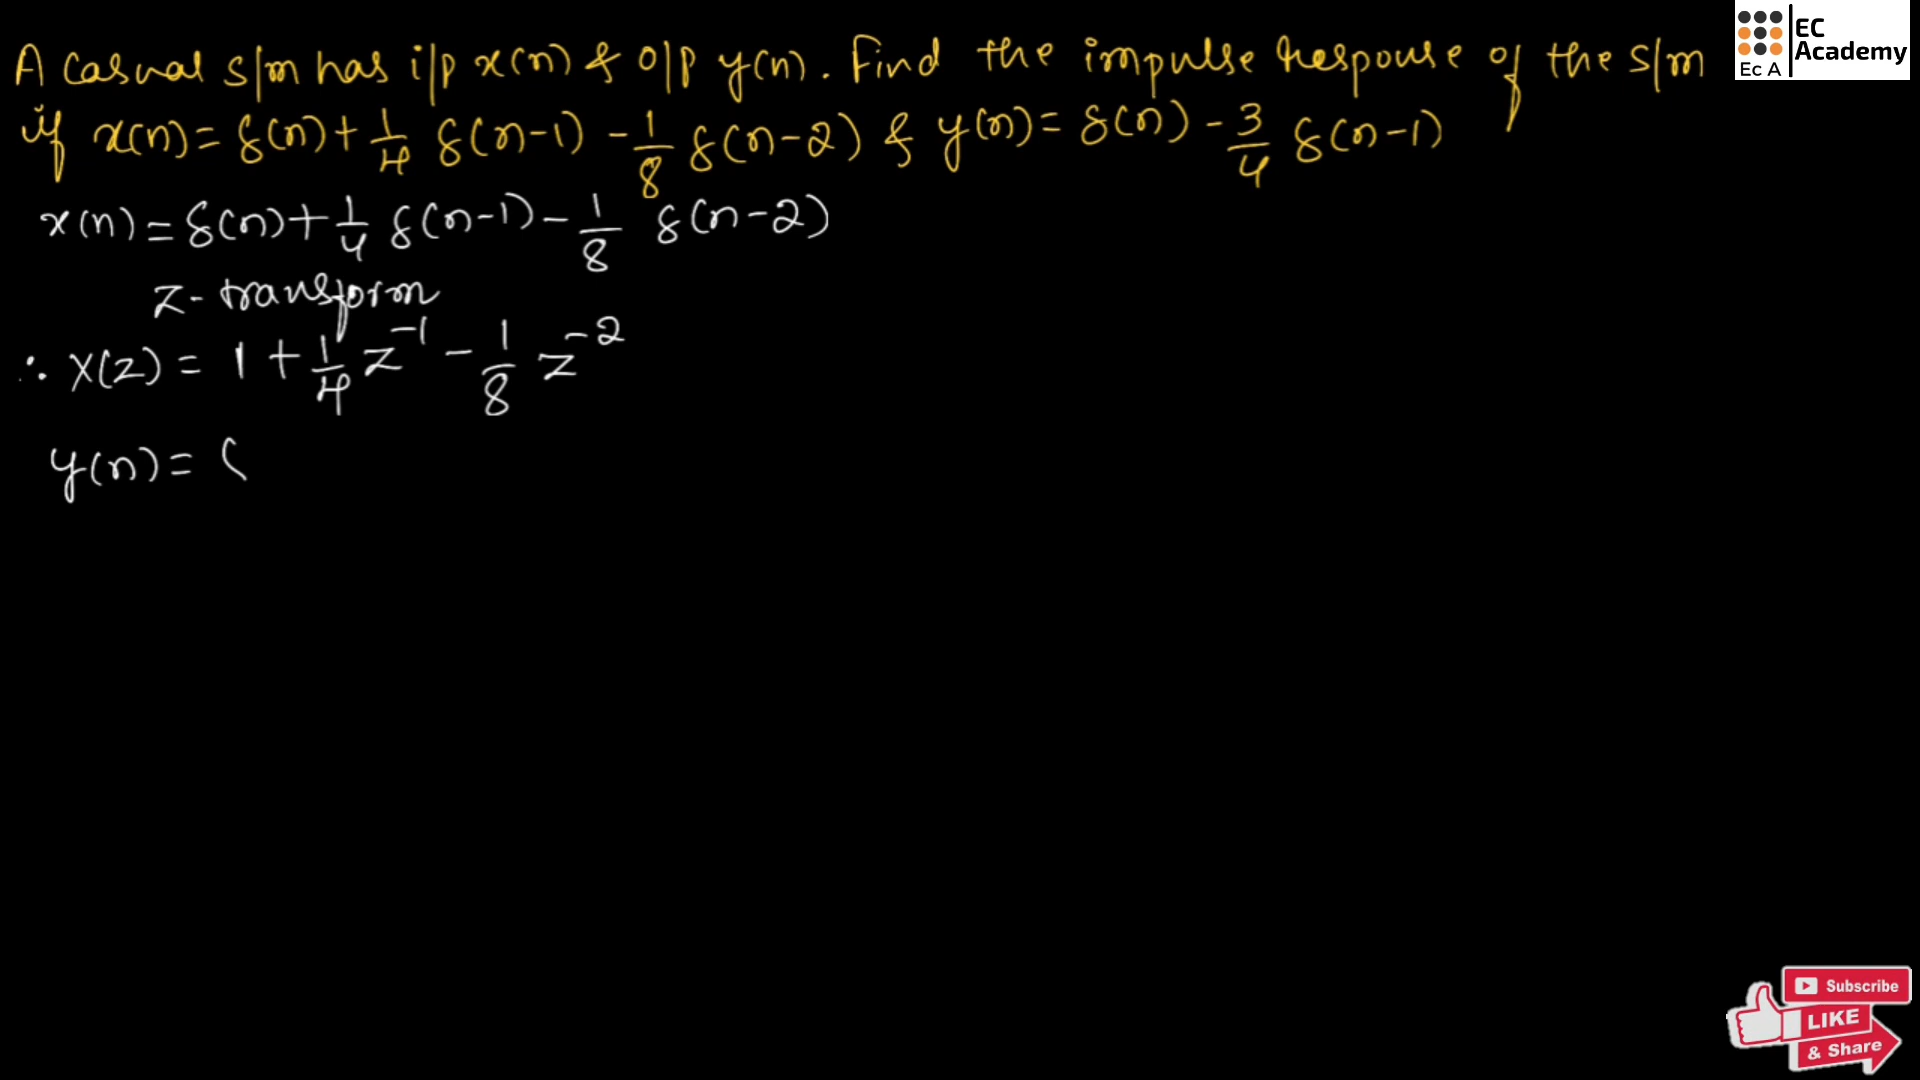 A Casual s/m has i/p x(n) & o/p y(n). Find the impulse response of the s/m
if x(n) = δ(n) + 1/4 δ(n-1) - 1/8 δ(n-2) & y(n) = δ(n) - 3/4 δ(n-1)
x(n) = δ(n) + 1/4 δ(n-1) - 1/8 δ(n-2)
z-transform
∴ X(z) = 1 + 1/4 z⁻¹ - 1/8 z⁻²
y(n) = (
EC
Academy
Ec A
Subscribe
LIKE
& Share